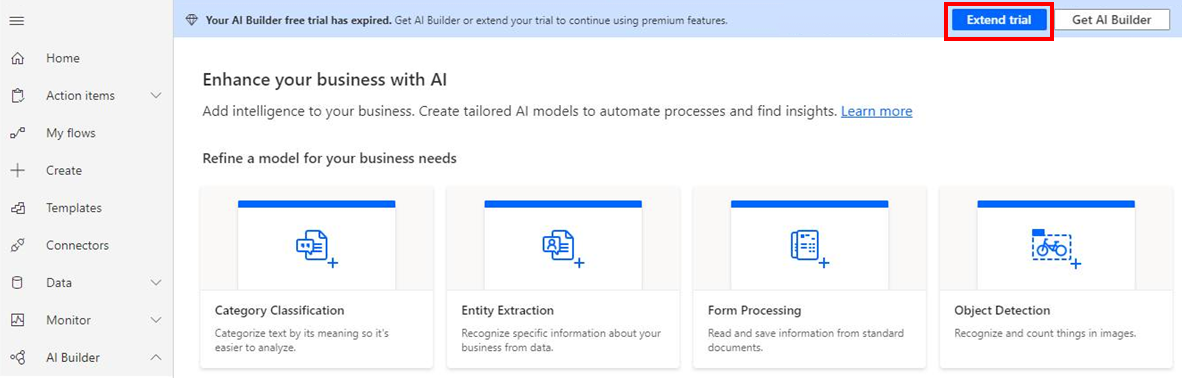 Your AI Builder free trial has expired. Get AI Builder or extend your trial to continue using premium features.
Extend trial
Get AI Builder
Home
Action items
My flows
Create
Templates
Connectors
Data
Monitor
AI Builder
Enhance your business with AI
Add intelligence to your business. Create tailored AI models to automate processes and find insights. Learn more
Refine a model for your business needs
Category Classification
Categorize text by its meaning so it's
easier to analyze.
Entity Extraction
Recognize specific information about your
business from data.
Form Processing
Read and save information from standard
documents.
Object Detection
Recognize and count things in images.